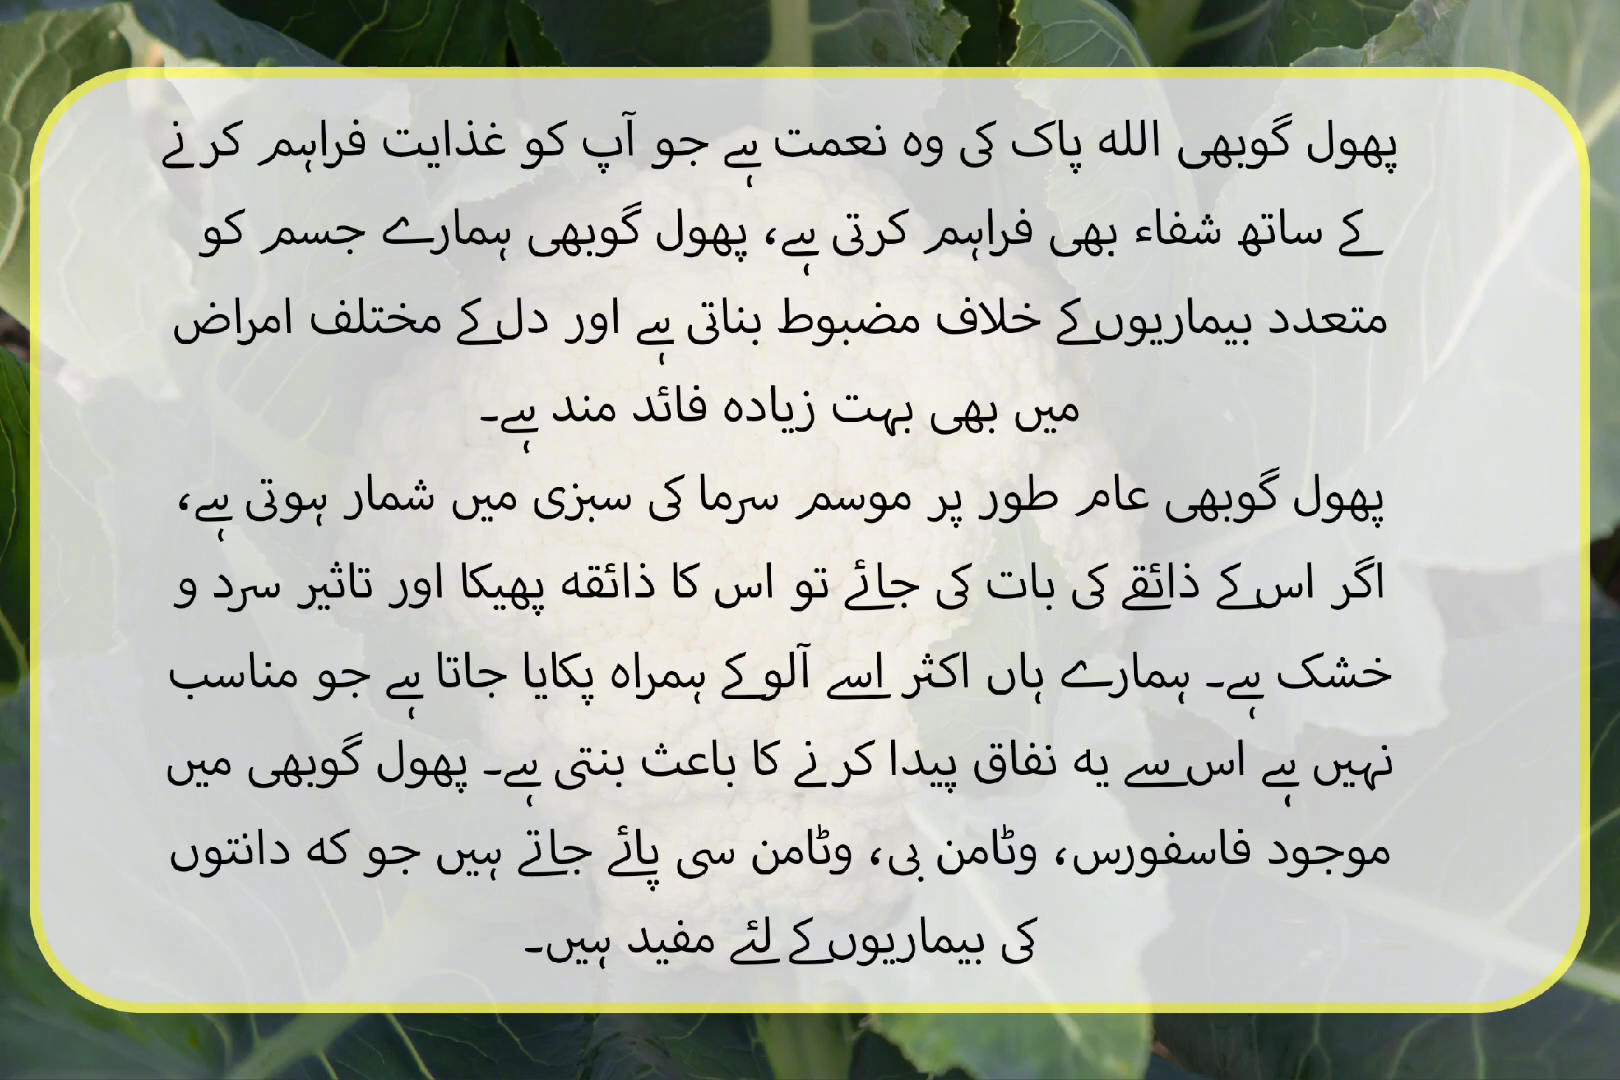 پھول گوبھی اللہ پاک کی وہ نعمت ہے جو آپ کو غذایت فراہم کرنے
کے ساتھ شفاء بھی فراہم کرتی ہے، پھول گوبھی ہمارے جسم کو
متعدد بیماریوں کے خلاف مضبوط بناتی ہے اور دل کے مختلف امراض
میں بھی بہت زیادہ فائد مند ہے۔
پھول گوبھی عام طور پر موسم سرما کی سبزی میں شمار ہوتی ہے،
اگر اس کے ذائقے کی بات کی جائے تو اس کا ذائقہ پھیکا اور تاثیر سرد و
خشک ہے۔ ہمارے ہاں اکثر اسے آلو کے ہمراہ پکایا جاتا ہے جو مناسب
نہیں ہے اس سے یہ نفاق پیدا کرنے کا باعث بنتی ہے۔ پھول گوبھی میں
موجود فاسفورس، وٹامن بی، وٹامن سی پائے جاتے ہیں جو کہ دانتوں
کی بیماریوں کے لئے مفید ہیں۔